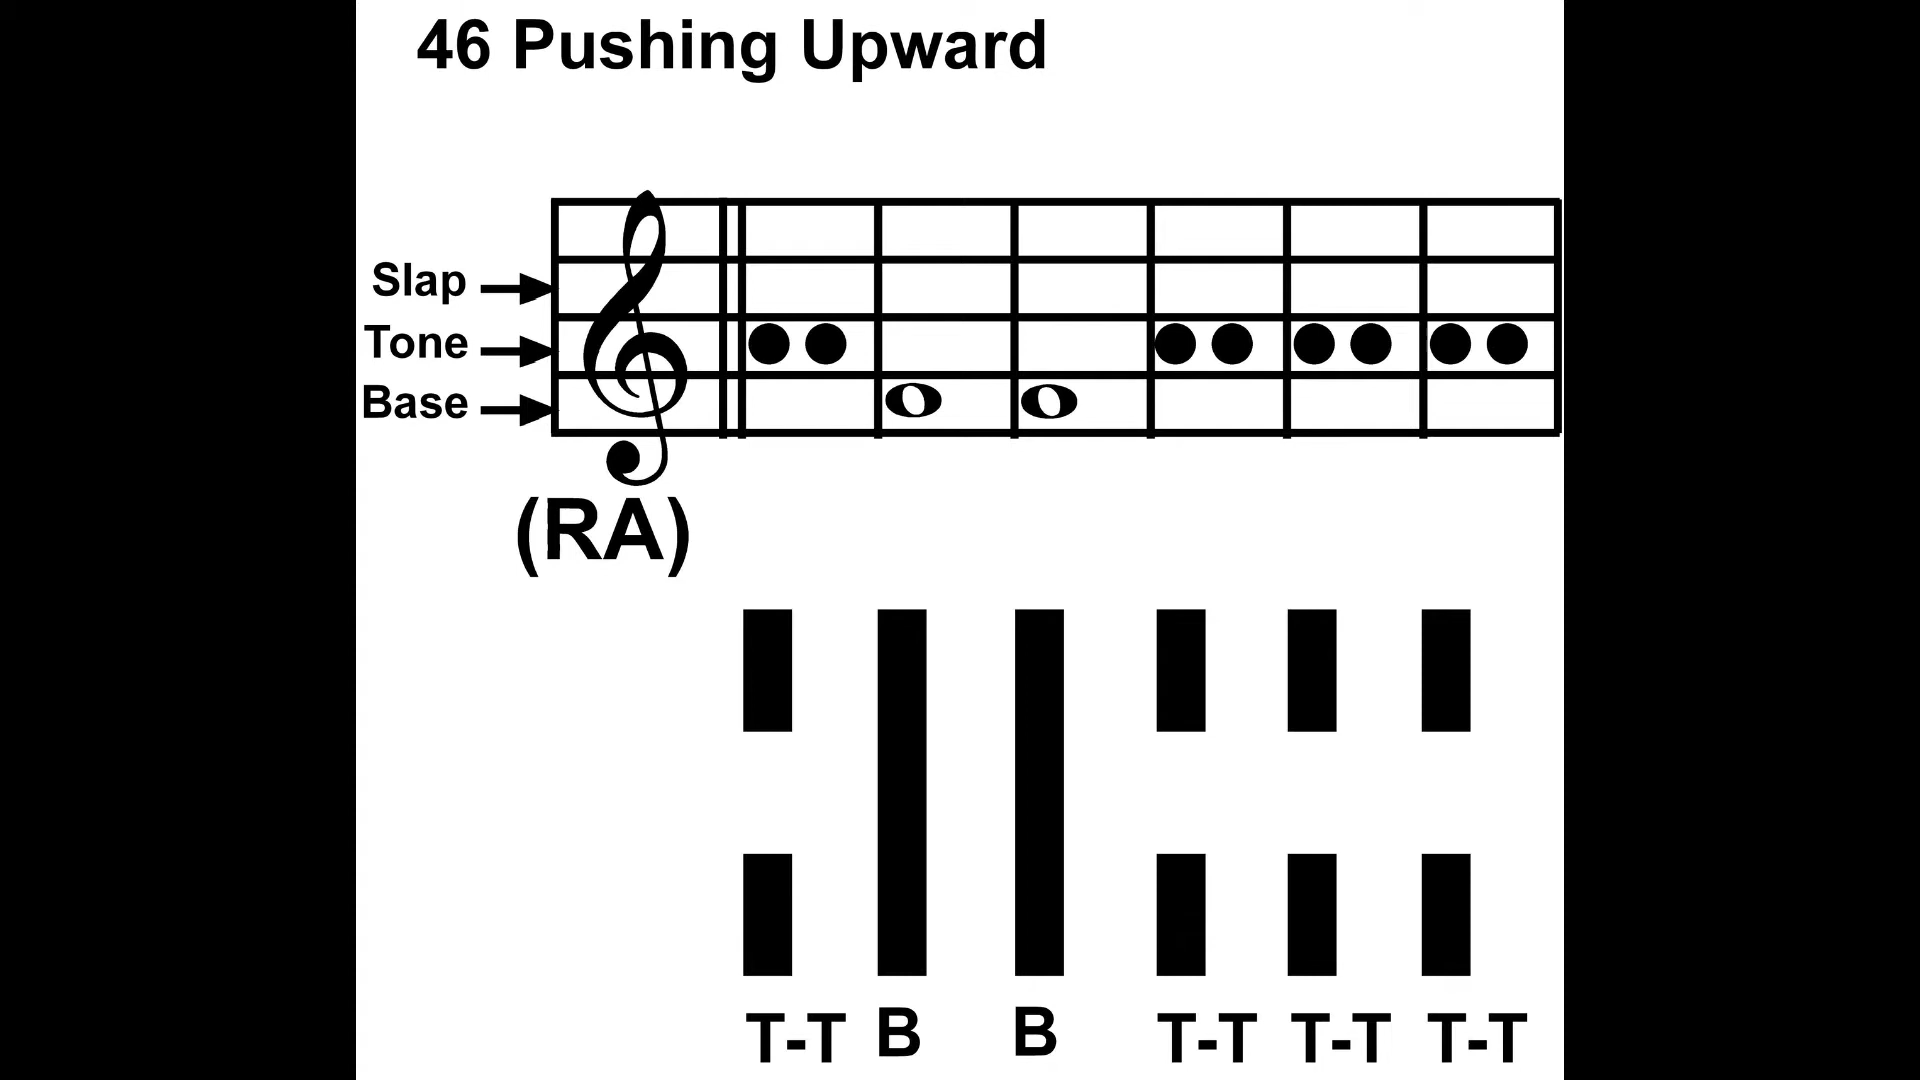 46 Pushing Upward
Slap
Tone
Base
(RA)
T-T B B T-T T-T T-T